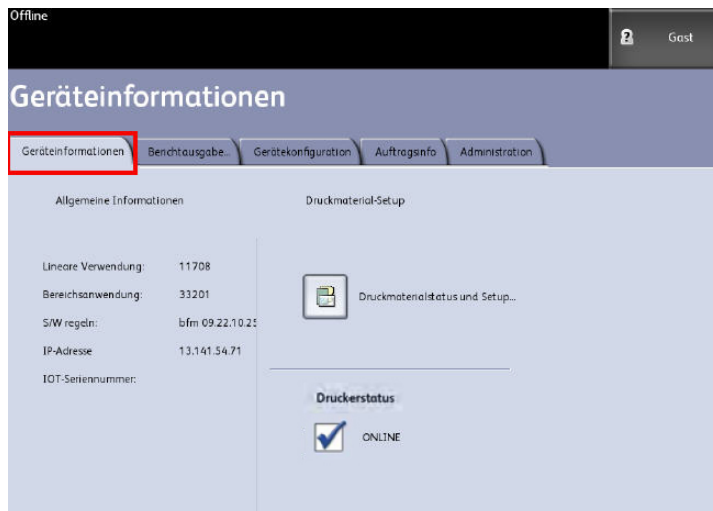 Offline
Gast
Geräteinformationen
Geräteinformationen Berichtausgabe... Gerätekonfiguration Auftragsinfo Administration
Allgemeine Informationen Druckmaterial-Setup
Lineare Verwendung: 11708
Bereichsanwendung: 33201
Druckmaterialstatus und Setup...
S/W regeln: bfm 09.22.10.25
IP-Adresse 13.141.54.71
IOT-Seriennummer:
Druckerstatus
ONLINE